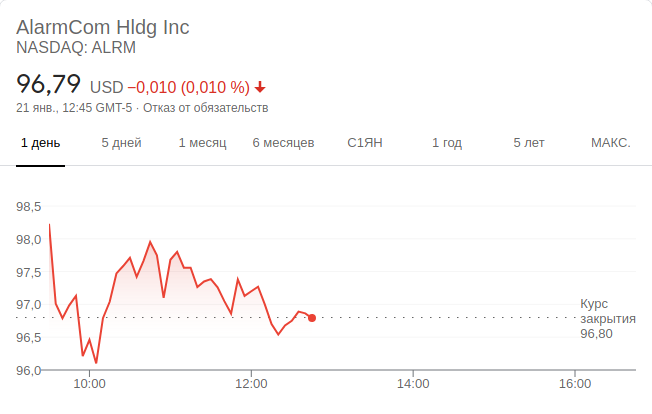 AlarmCom Hldg Inc
NASDAQ: ALRM
96,79 USD −0,010 (0,010 %)
21 янв., 12:45 GMT-5 · Отказ от обязательств
1 день 5 дней 1 месяц 6 месяцев С1ЯН 1 год 5 лет МАКС.
98,5
98,0
97,5
97,0
96,5
96,0
Курс
закрытия
96,80
10:00 12:00 14:00 16:00